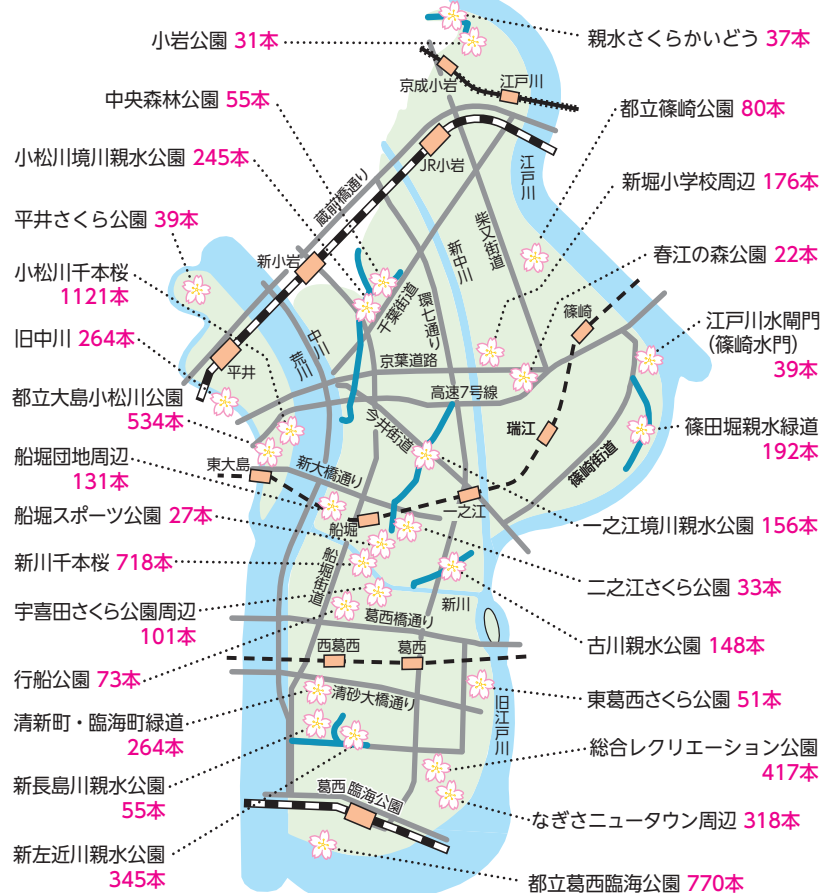 小岩公園 31本
中央森林公園 55本
小松川境川親水公園
245本
平井さくら公園 39本
小松川千本桜
1121本
旧中川 264本
都立大島小松川公園
534本
船堀団地周辺
131本
船堀スポーツ公園 27本
新川千本桜 718本
宇喜田さくら公園周辺
101本
行船公園 73本
清新町・臨海町緑道
264本
新長島川親水公園
55本
新左近川親水公園
345本
親水さくらかいどう 37本
都立篠崎公園 80本
新堀小学校周辺 176本
春江の森公園 22本
江戸川水閘門
(篠崎水門)
39本
篠田堀親水緑道
192本
一之江境川親水公園 156本
二之江さくら公園 33本
古川親水公園 148本
東葛西さくら公園 51本
総合レクリエーション公園
417本
なぎさニュータウン周辺 318本
都立葛西臨海公園 770本
京成小岩
江戸川
JR小岩
江戸川
蔵前橋通り
柴又街道
新中川
新小岩
千葉街道
環七通り
篠崎
中川
荒川
京葉道路
平井
高速7号線
今井街道
瑞江
篠崎街道
東大島
新大橋通り
一之江
船堀
船堀街道
新川
葛西橋通り
西葛西
葛西
清砂大橋通り
旧江戸川
葛西臨海公園